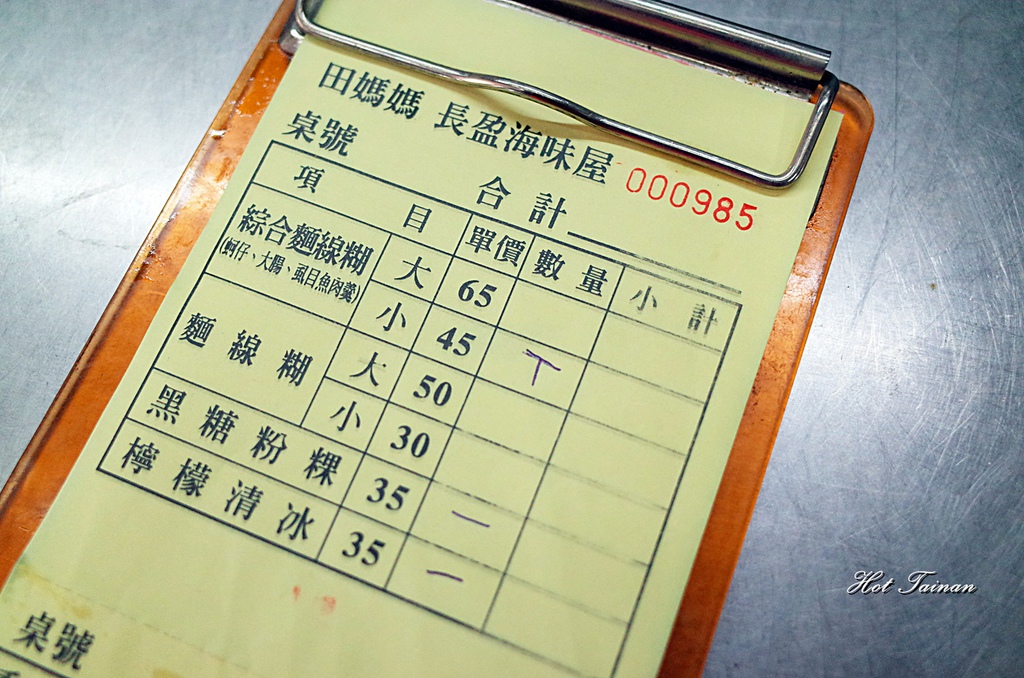 田媽媽 長盈海味屋 000985
桌號 合計
項目 單價 數量 小計
綜合麵線糊 大 65
(蚵仔、大腸、虱目魚肉羹) 小 45 丅
麵線糊 大 50
小 30
黑糖粉粿 35 一
檸檬清冰 35 一
桌號
Hot Tainan